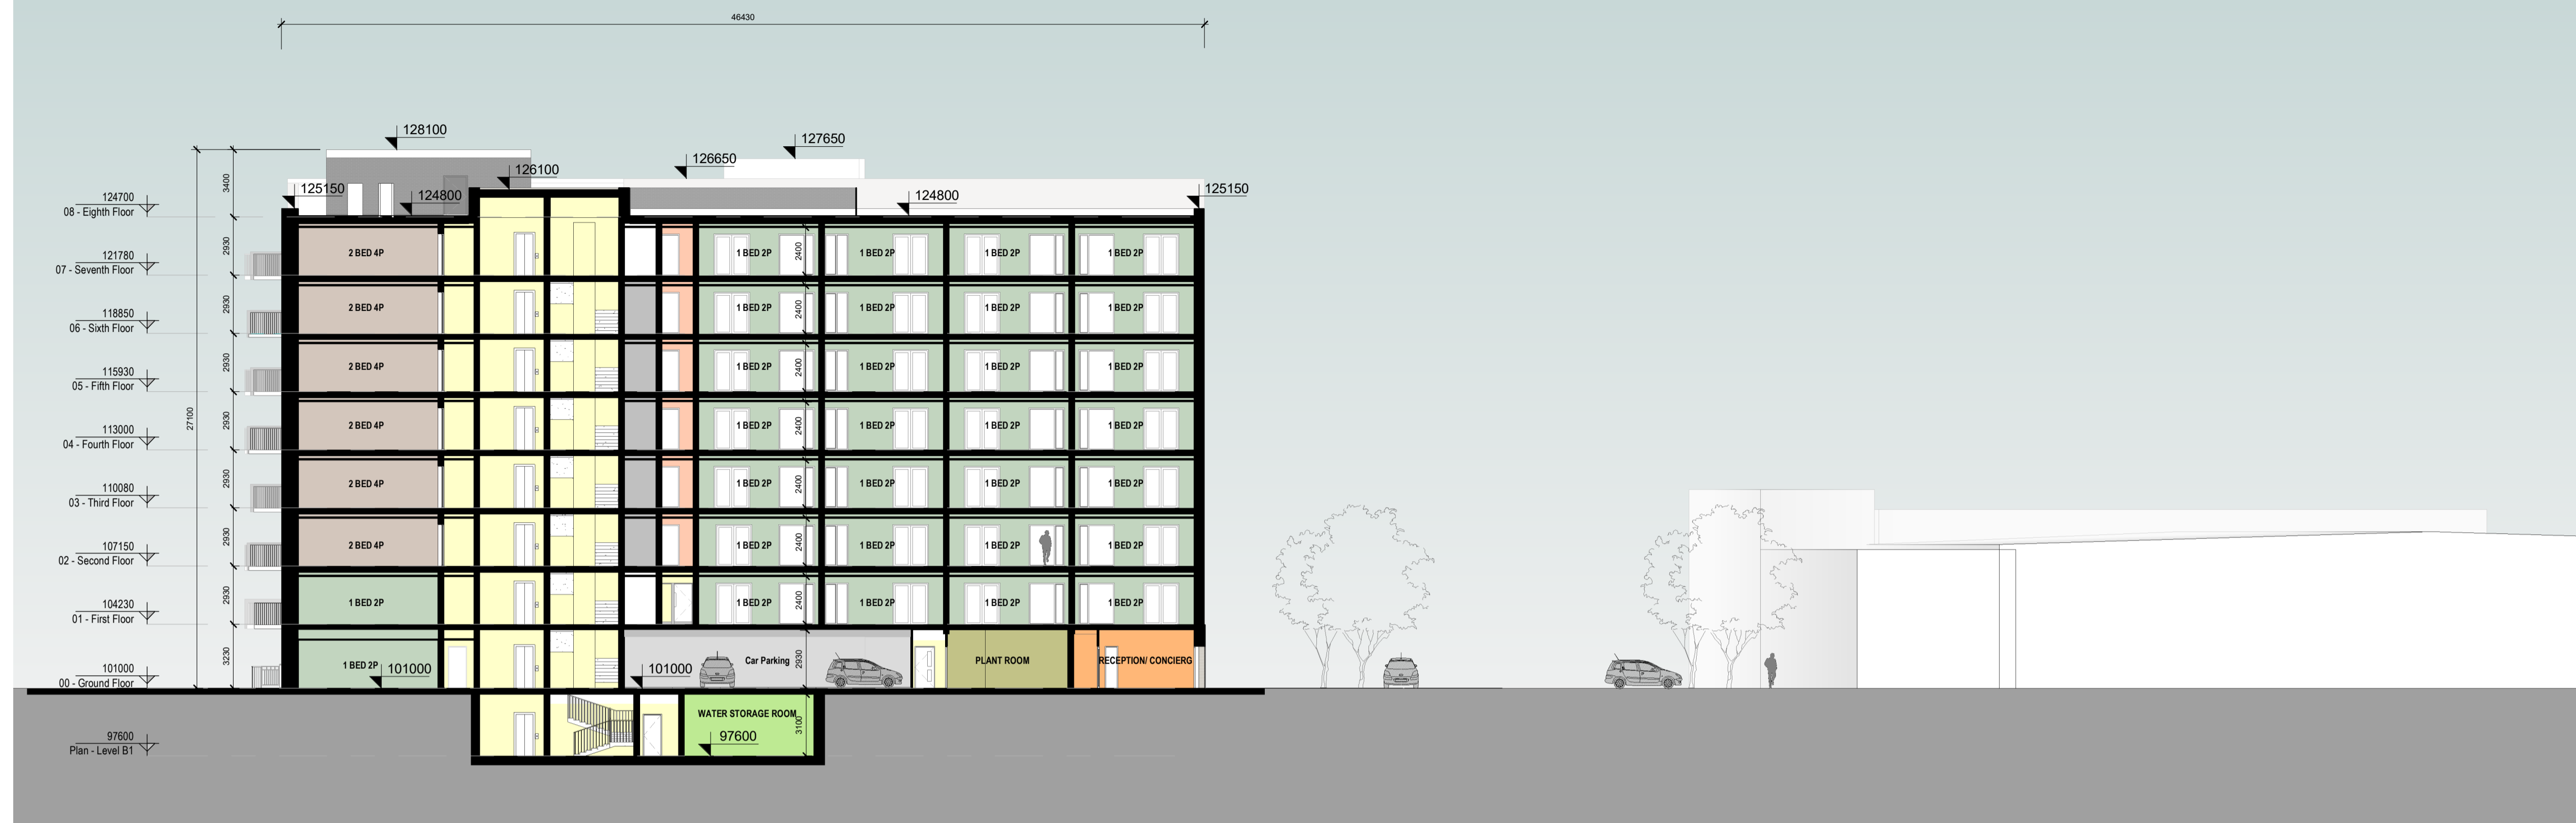 46430
128100
127650
126650
126100
3400
125150
124800
124800
125150
124700
08 - Eighth Floor
2930
2 BED 4P
1 BED 2P
2400
1 BED 2P
1 BED 2P
1 BED 2P
121780
07 - Seventh Floor
2930
2 BED 4P
1 BED 2P
2400
1 BED 2P
1 BED 2P
1 BED 2P
118850
06 - Sixth Floor
2930
2 BED 4P
1 BED 2P
2400
1 BED 2P
1 BED 2P
1 BED 2P
115930
05 - Fifth Floor
27100
2930
2 BED 4P
1 BED 2P
2400
1 BED 2P
1 BED 2P
1 BED 2P
113000
04 - Fourth Floor
2930
2 BED 4P
1 BED 2P
2400
1 BED 2P
1 BED 2P
1 BED 2P
110080
03 - Third Floor
2930
2 BED 4P
1 BED 2P
2400
1 BED 2P
1 BED 2P
1 BED 2P
107150
02 - Second Floor
2930
1 BED 2P
1 BED 2P
2400
1 BED 2P
1 BED 2P
1 BED 2P
104230
01 - First Floor
3230
1 BED 2P
101000
101000
Car Parking
2930
PLANT ROOM
RECEPTION/ CONCIERG
101000
00 - Ground Floor
WATER STORAGE ROOM
3100
97600
97600
Plan - Level B1